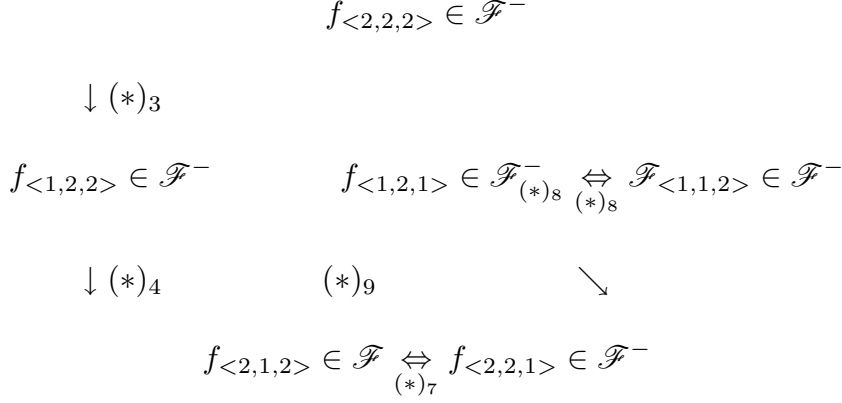 f_{<2,2,2>} ∈ ℱ^-
↓ (∗)_3
f_{<1,2,2>} ∈ ℱ^- f_{<1,2,1>} ∈ ℱ^-_{(∗)_8} ⇔_{(∗)_8} ℱ_{<1,1,2>} ∈ ℱ^-
↓ (∗)_4 (∗)_9 ↘
f_{<2,1,2>} ∈ ℱ ⇔_{(∗)_7} f_{<2,2,1>} ∈ ℱ^-